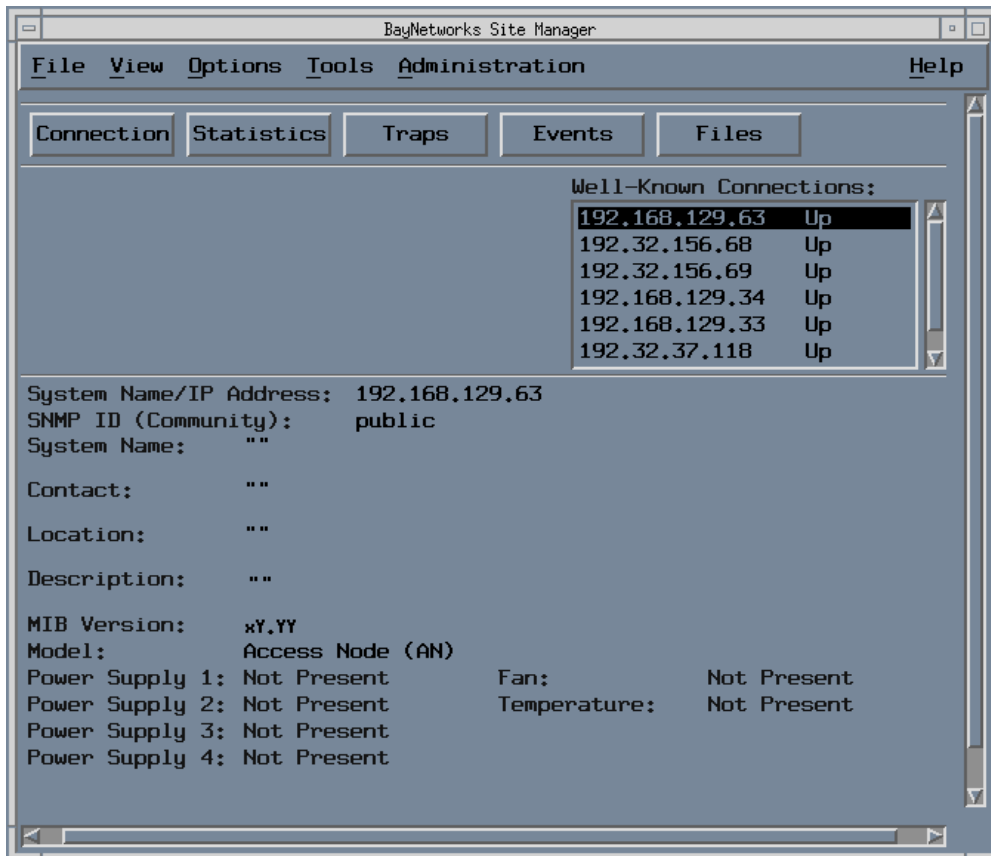 BayNetworks Site Manager
File View Options Tools Administration Help
Connection Statistics Traps Events Files
Well-Known Connections:
192.168.129.63 Up
192.32.156.68 Up
192.32.156.69 Up
192.168.129.34 Up
192.168.129.33 Up
192.32.37.118 Up
System Name/IP Address: 192.168.129.63
SNMP ID (Community): public
System Name: ""
Contact: ""
Location: ""
Description: ""
MIB Version: xY.YY
Model: Access Node (AN)
Power Supply 1: Not Present Fan: Not Present
Power Supply 2: Not Present Temperature: Not Present
Power Supply 3: Not Present
Power Supply 4: Not Present